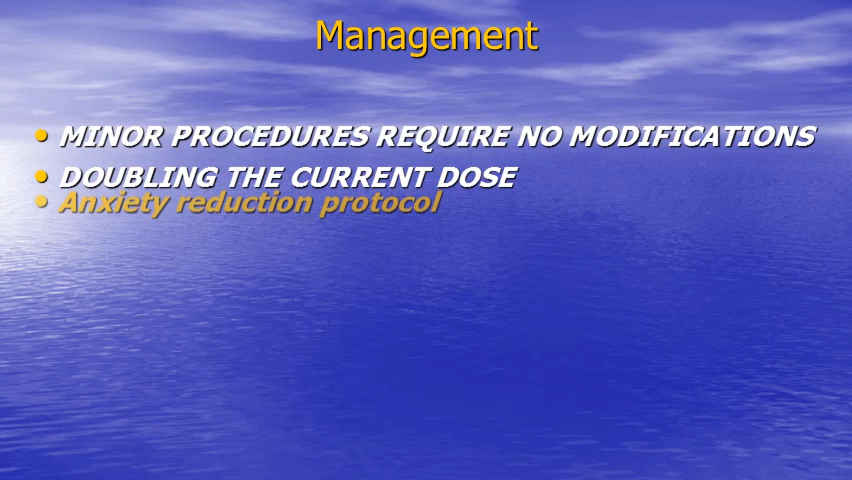 Management
• MINOR PROCEDURES REQUIRE NO MODIFICATIONS
• DOUBLING THE CURRENT DOSE
• Anxiety reduction protocol